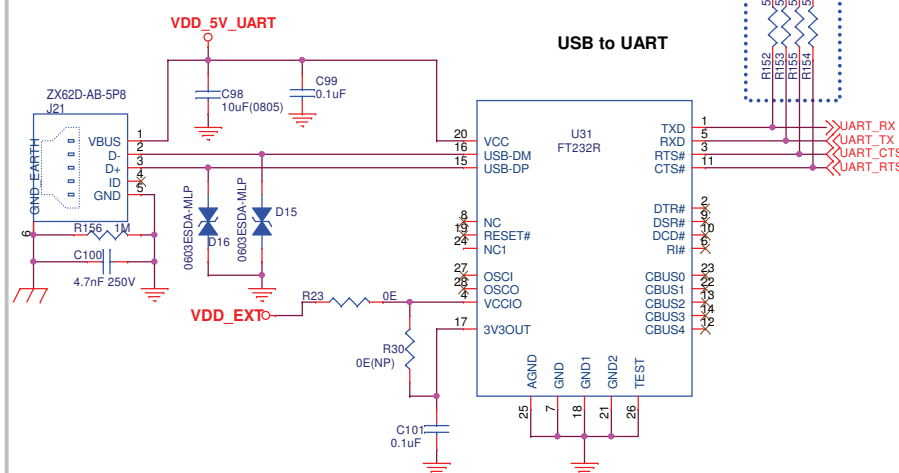 VDD_5V_UART
USB to UART
R152
R153
R155
R154
ZX62D-AB-5P8
J21
C98
10uF(0805)
C99
0.1uF
VBUS 1
D- 2
D+ 3
ID 4
GND 5
GND_EARTH
6
R156 1M
C100
4.7nF 250V
0603ESDA-MLP
D16
0603ESDA-MLP
D15
U31
FT232R
20 VCC
16 USB-DM
15 USB-DP
8 NC
19 RESET#
24 NC1
27 OSCI
28 OSCO
4 VCCIO
17 3V3OUT
TXD 1
RXD 5
RTS# 3
CTS# 11
UART_RX
UART_TX
UART_CTS
UART_RTS
DTR# 2
DSR# 9
DCD# 10
RI# 6
CBUS0 23
CBUS1 22
CBUS2 13
CBUS3 14
CBUS4 12
AGND
GND
GND1
GND2
TEST
25
7
18
21
26
VDD_EXT
R23 0E
R30
0E(NP)
C101
0.1uF